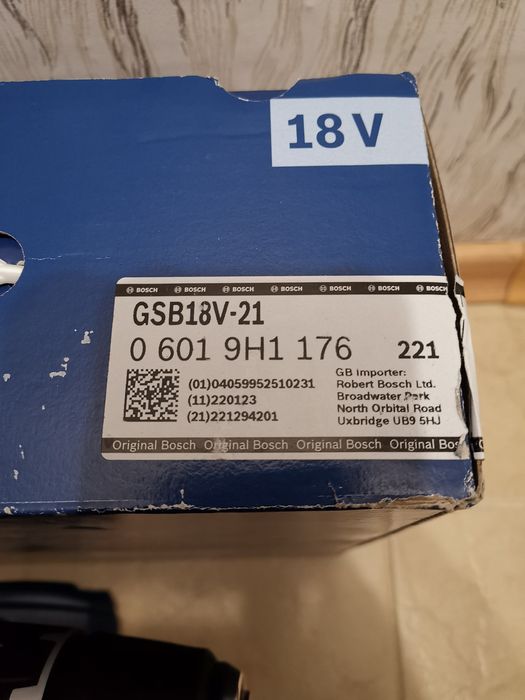 18V
BOSCH BOSCH BOSCH BOSCH BOSCH BOSCH BOSCH
GSB18V-21
0 601 9H1 176 221
(01)04059952510231
(11)220123
(21)221294201
GB importer:
Robert Bosch Ltd.
Broadwater Park
North Orbital Road
Uxbridge UB9 5HJ
Original Bosch Original Bosch Original Bosch Original Bos